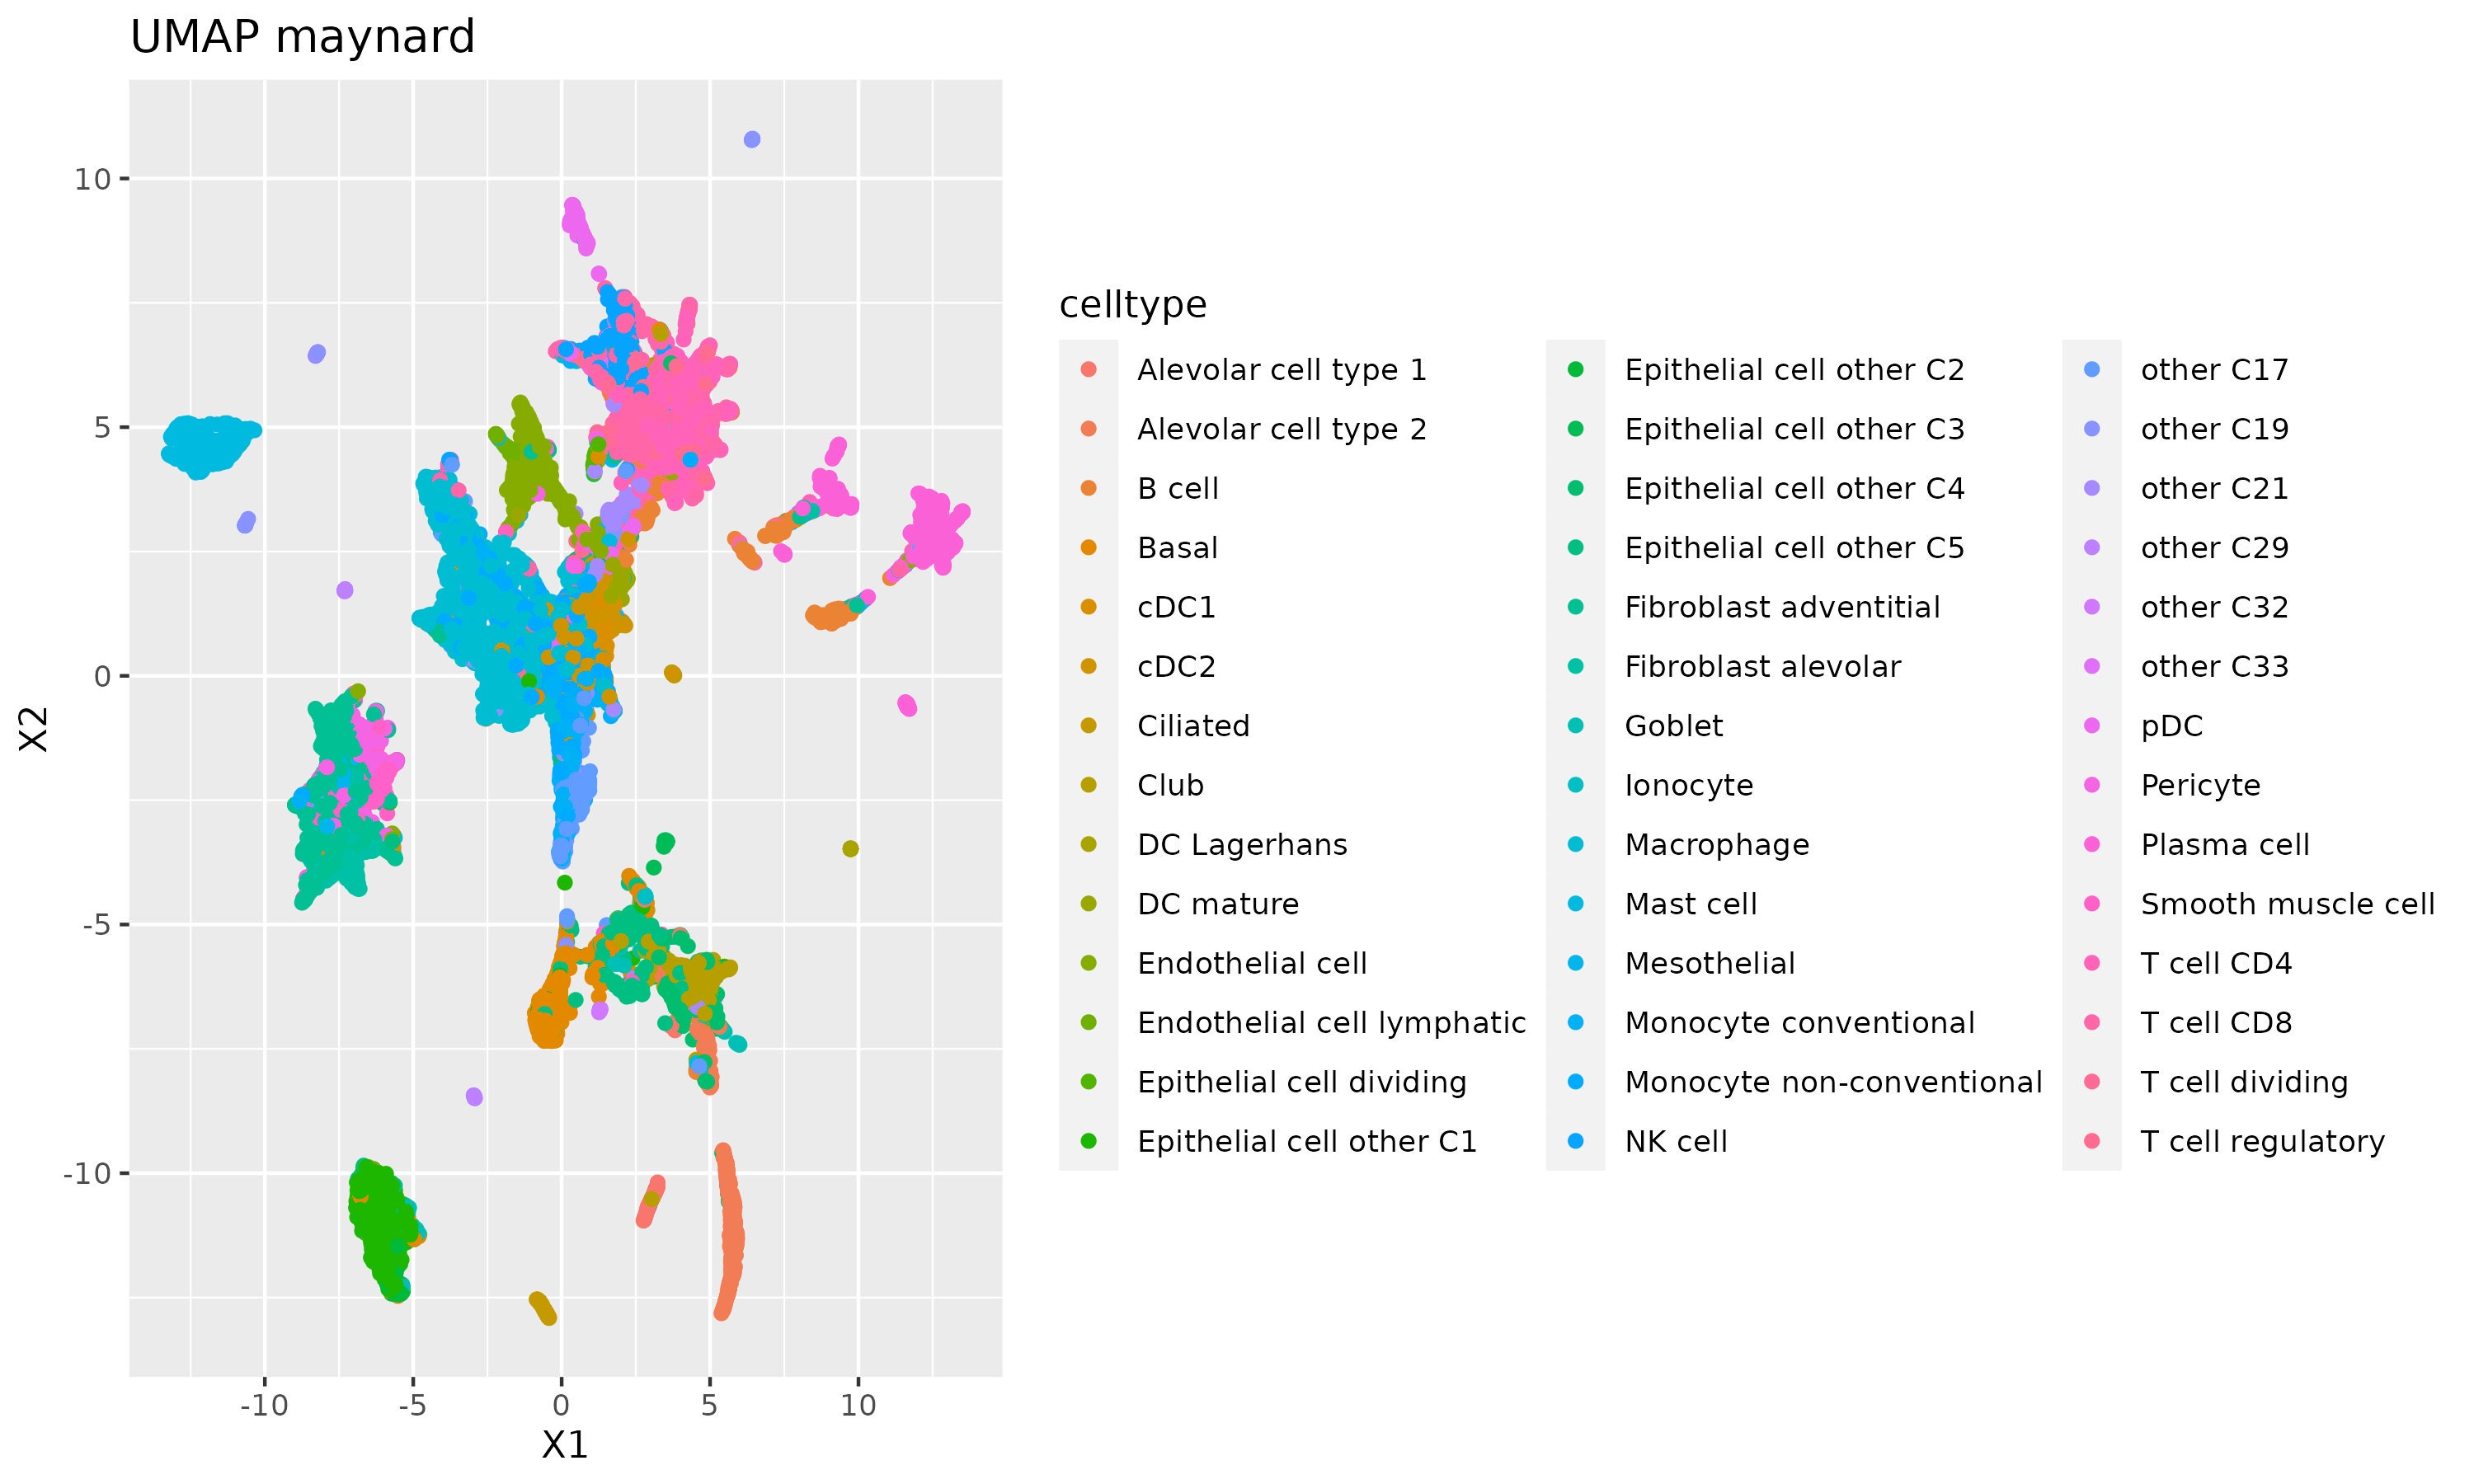 UMAP maynard
10
5
0
-5
-10
X2
-10
-5
0
5
10
X1
celltype
Alevolar cell type 1
Alevolar cell type 2
B cell
Basal
cDC1
cDC2
Ciliated
Club
DC Lagerhans
DC mature
Endothelial cell
Endothelial cell lymphatic
Epithelial cell dividing
Epithelial cell other C1
Epithelial cell other C2
Epithelial cell other C3
Epithelial cell other C4
Epithelial cell other C5
Fibroblast adventitial
Fibroblast alevolar
Goblet
Ionocyte
Macrophage
Mast cell
Mesothelial
Monocyte conventional
Monocyte non-conventional
NK cell
other C17
other C19
other C21
other C29
other C32
other C33
pDC
Pericyte
Plasma cell
Smooth muscle cell
T cell CD4
T cell CD8
T cell dividing
T cell regulatory